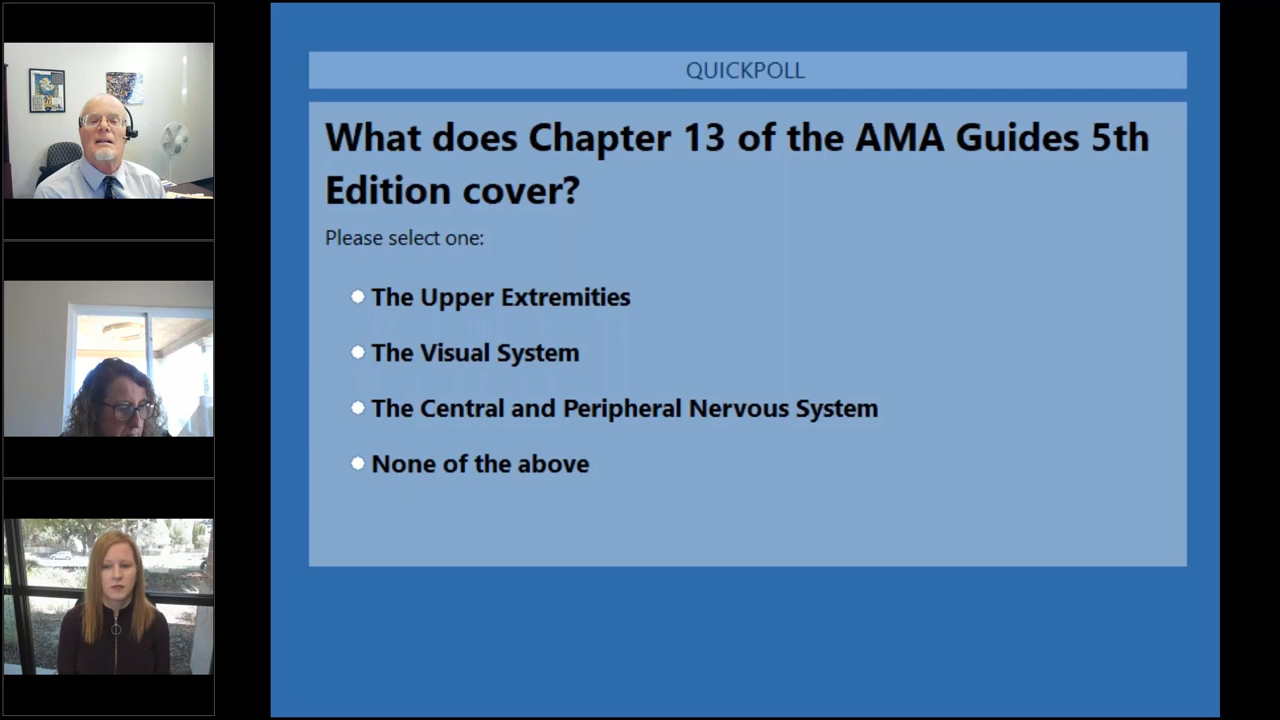 QUICKPOLL
What does Chapter 13 of the AMA Guides 5th
Edition cover?
Please select one:
The Upper Extremities
The Visual System
The Central and Peripheral Nervous System
None of the above